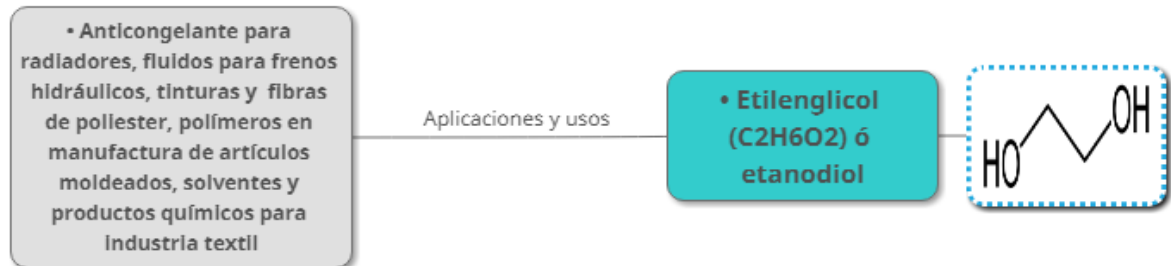 • Anticongelante para
radiadores, fluidos para frenos
hidráulicos, tinturas y fibras
de poliester, polímeros en
manufactura de artículos
moldeados, solventes y
productos químicos para
industria textil
Aplicaciones y usos
• Etilenglicol
(C2H6O2) ó
etanodiol
OH
HO